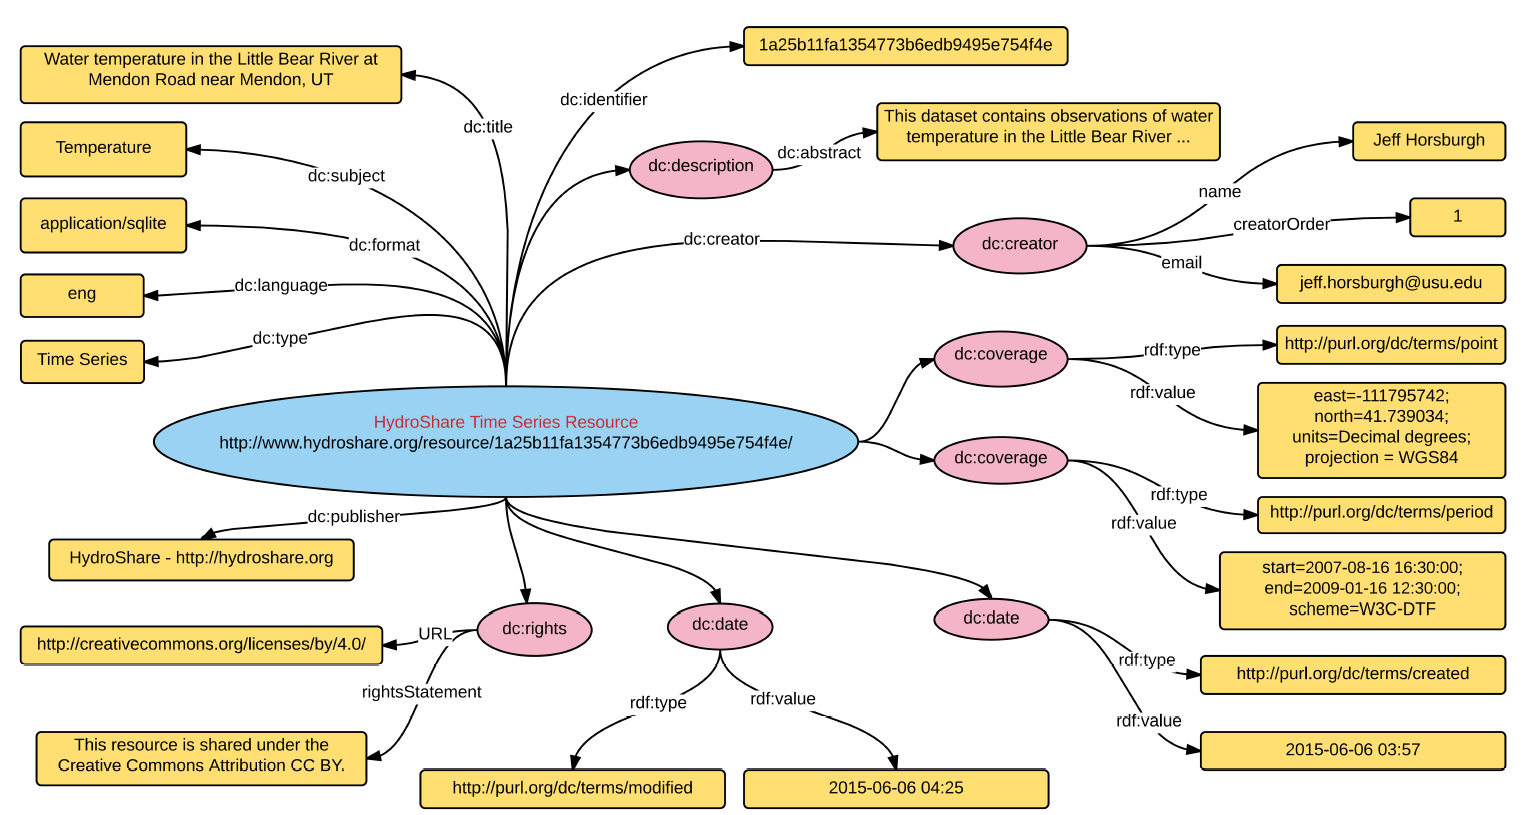 1a25b11fa1354773b6edb9495e754f4e
Water temperature in the Little Bear River at
Mendon Road near Mendon, UT
dc:identifier
dc:title
This dataset contains observations of water
temperature in the Little Bear River ...
dc:abstract
dc:description
Jeff Horsburgh
Temperature
dc:subject
name
application/sqlite
dc:format
dc:creator
dc:creator
creatorOrder
1
email
jeff.horsburgh@usu.edu
eng
dc:language
dc:type
Time Series
dc:coverage
rdf:type
http://purl.org/dc/terms/point
rdf:value
east=-111795742;
north=41.739034;
units=Decimal degrees;
projection = WGS84
HydroShare Time Series Resource
http://www.hydroshare.org/resource/1a25b11fa1354773b6edb9495e754f4e/
dc:coverage
rdf:type
http://purl.org/dc/terms/period
rdf:value
start=2007-08-16 16:30:00;
end=2009-01-16 12:30:00;
scheme=W3C-DTF
dc:publisher
HydroShare - http://hydroshare.org
dc:rights
URL
http://creativecommons.org/licenses/by/4.0/
rightsStatement
This resource is shared under the
Creative Commons Attribution CC BY.
dc:date
rdf:type
http://purl.org/dc/terms/modified
rdf:value
2015-06-06 04:25
dc:date
rdf:type
http://purl.org/dc/terms/created
rdf:value
2015-06-06 03:57